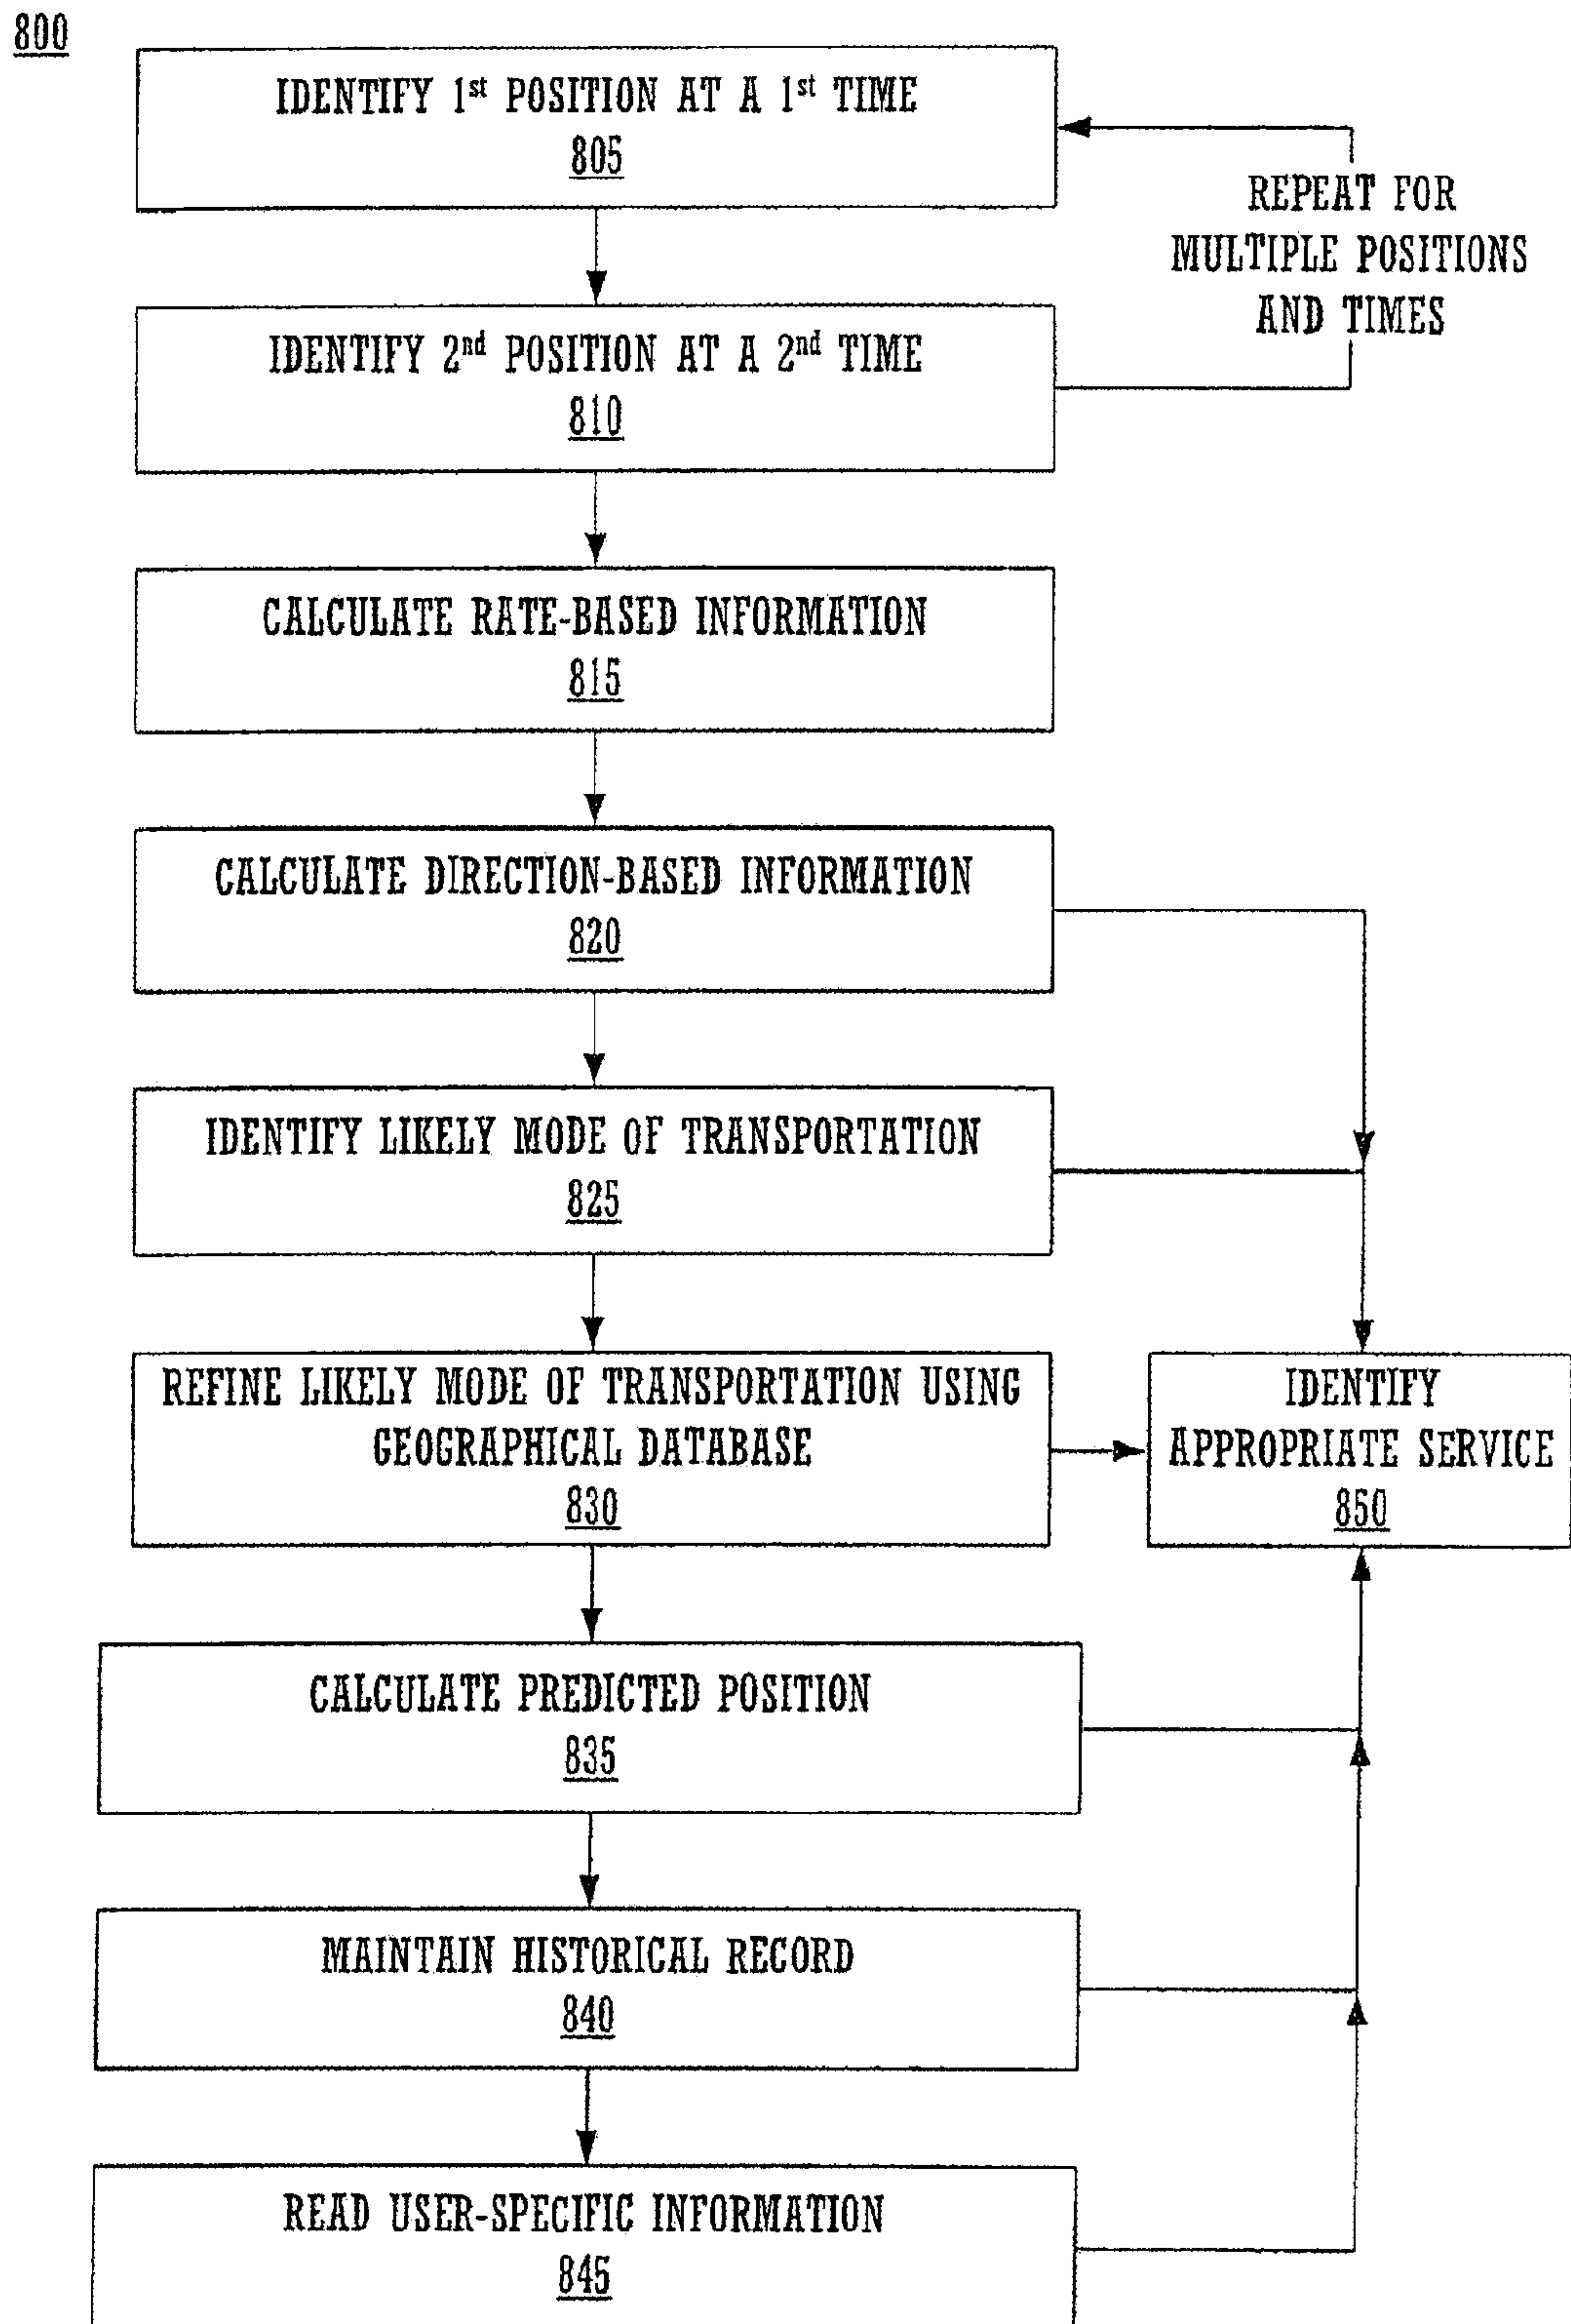 800
IDENTIFY 1st POSITION AT A 1st TIME
805
REPEAT FOR
MULTIPLE POSITIONS
AND TIMES
IDENTIFY 2nd POSITION AT A 2nd TIME
810
CALCULATE RATE-BASED INFORMATION
815
CALCULATE DIRECTION-BASED INFORMATION
820
IDENTIFY LIKELY MODE OF TRANSPORTATION
825
REFINE LIKELY MODE OF TRANSPORTATION USING
GEOGRAPHICAL DATABASE
830
IDENTIFY
APPROPRIATE SERVICE
850
CALCULATE PREDICTED POSITION
835
MAINTAIN HISTORICAL RECORD
840
READ USER-SPECIFIC INFORMATION
845